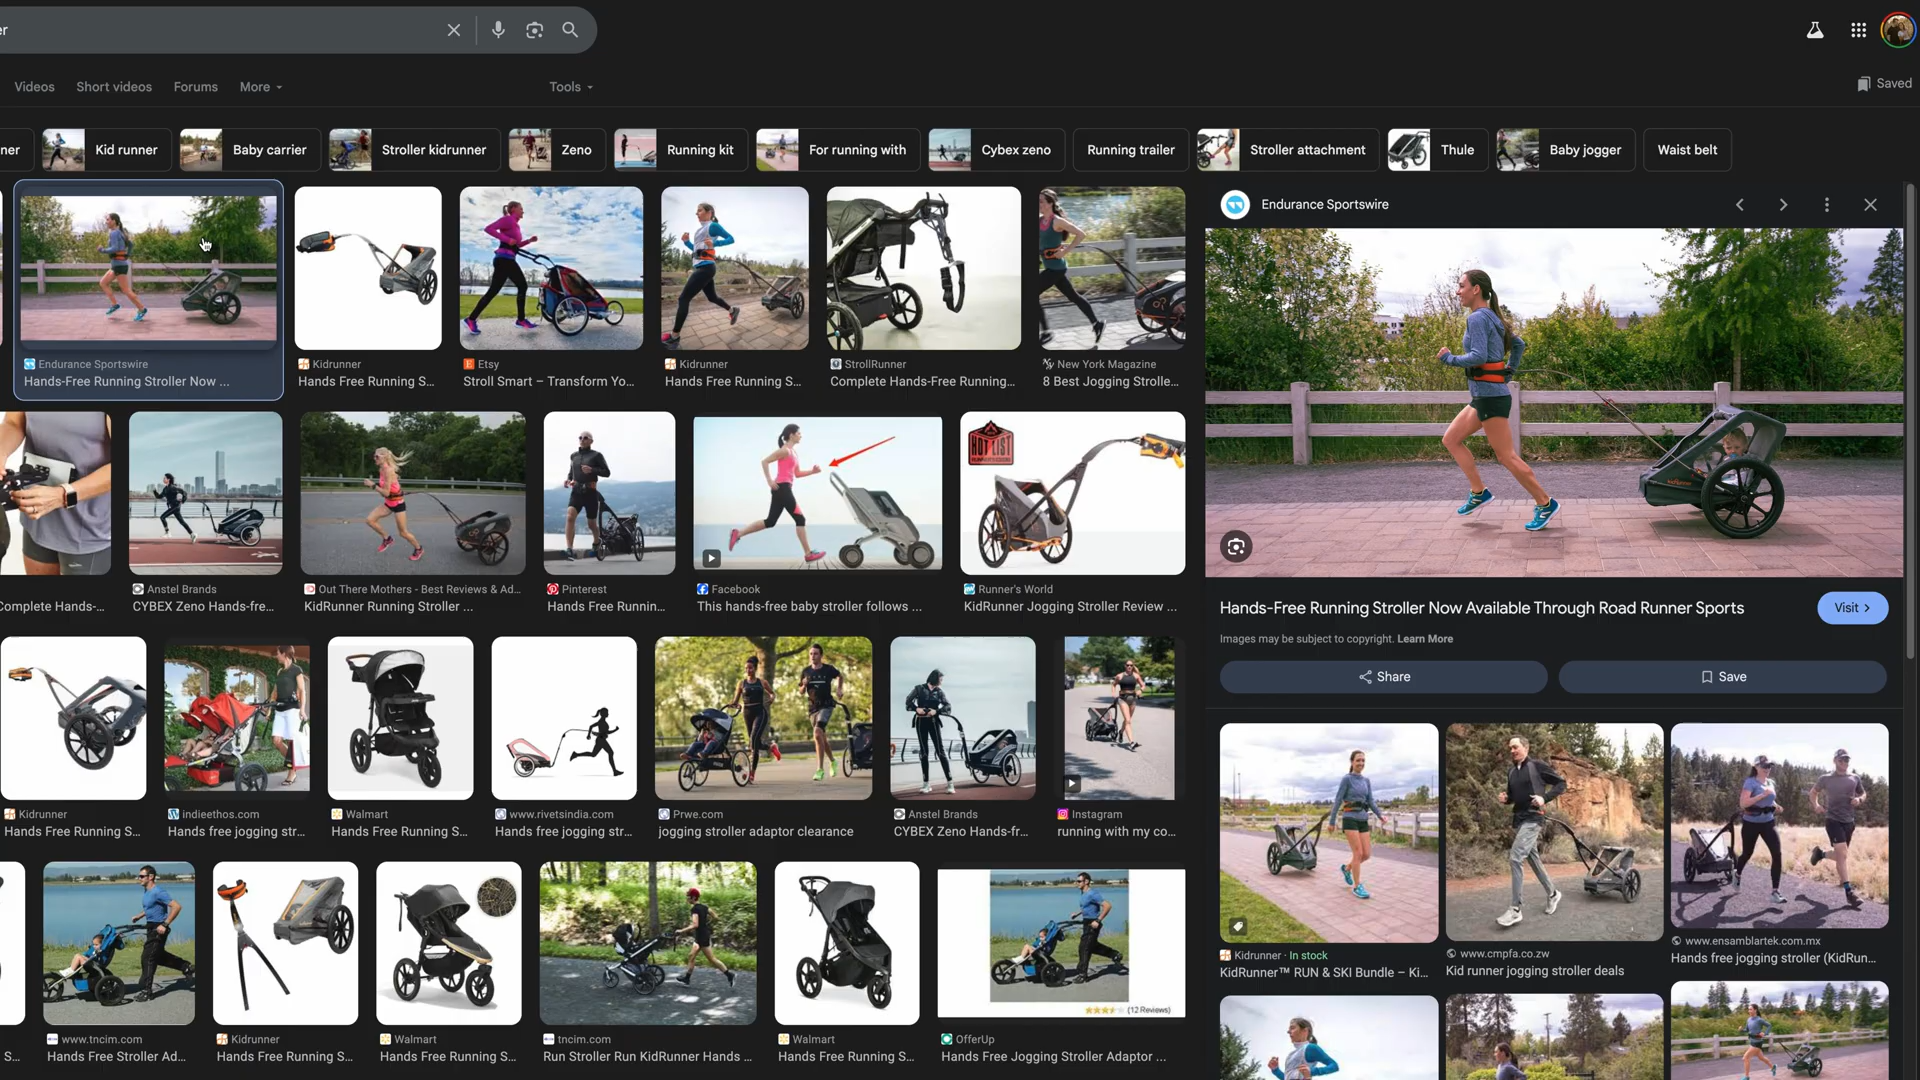 er
Videos
Short videos
Forums
More
Tools
Saved
ner
Kid runner
Baby carrier
Stroller kidrunner
Zeno
Running kit
For running with
Cybex zeno
Running trailer
Stroller attachment
Thule
Baby jogger
Waist belt
Endurance Sportswire
Hands-Free Running Stroller Now ...
Kidrunner
Hands Free Running S...
Etsy
Stroll Smart – Transform Yo...
Kidrunner
Hands Free Running S...
StrollRunner
Complete Hands-Free Running...
New York Magazine
8 Best Jogging Strolle...
Complete Hands-...
Anstel Brands
CYBEX Zeno Hands-fre...
Out There Mothers - Best Reviews & Ad...
KidRunner Running Stroller ...
Pinterest
Hands Free Runnin...
Facebook
This hands-free baby stroller follows ...
HOT LIST
Runner's World
KidRunner Jogging Stroller Review ...
Kidrunner
Hands Free Running S...
indieethos.com
Hands free jogging str...
Walmart
Hands Free Running S...
www.rivetsindia.com
Hands free jogging str...
Prwe.com
jogging stroller adaptor clearance
Anstel Brands
CYBEX Zeno Hands-fr...
Instagram
running with my co...
S...
www.tncim.com
Hands Free Stroller Ad...
Kidrunner
Hands Free Running S...
Walmart
Hands Free Running S...
tncim.com
Run Stroller Run KidRunner Hands ...
Walmart
Hands Free Running S...
(12 Reviews)
OfferUp
Hands Free Jogging Stroller Adaptor ...
Endurance Sportswire
Hands-Free Running Stroller Now Available Through Road Runner Sports
Visit
Images may be subject to copyright. Learn More
Share
Save
Kidrunner · In stock
KidRunner™ RUN & SKI Bundle – Ki...
www.cmpfa.co.zw
Kid runner jogging stroller deals
www.ensamblartek.com.mx
Hands free jogging stroller (KidRun...